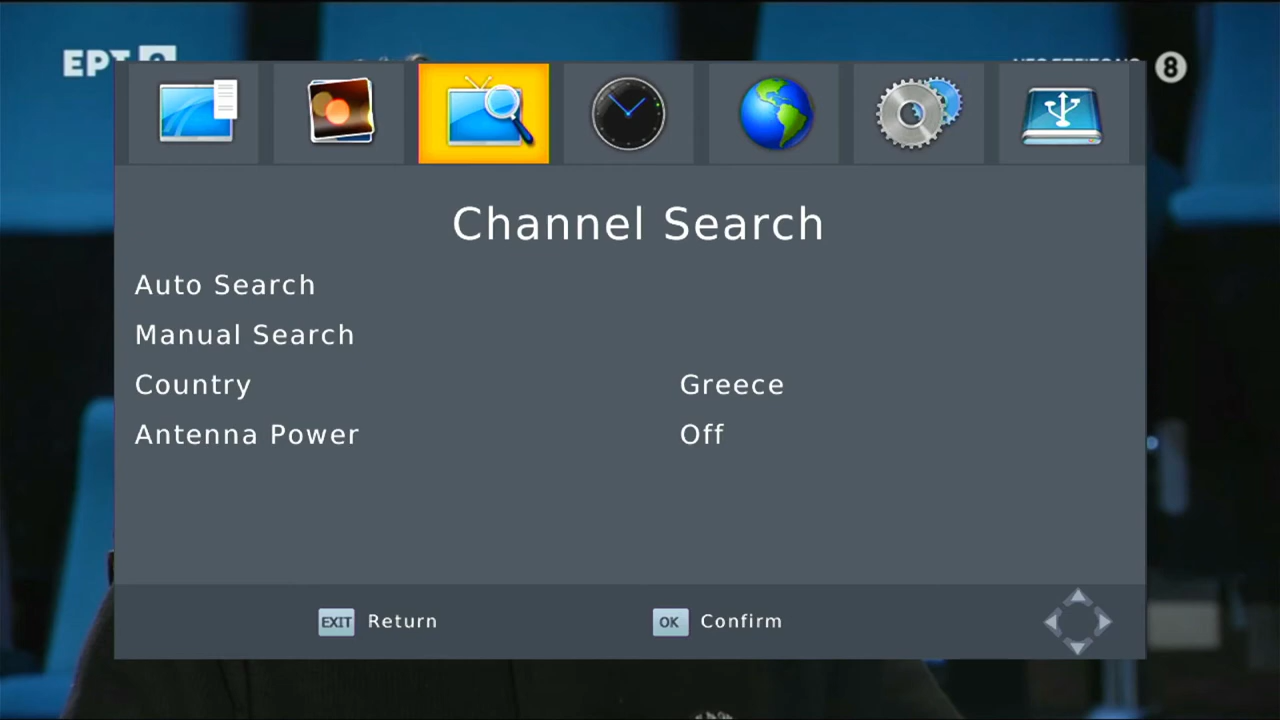 ΕΡΤ
8
Channel Search
Auto Search
Manual Search
Country Greece
Antenna Power Off
EXIT Return
OK Confirm